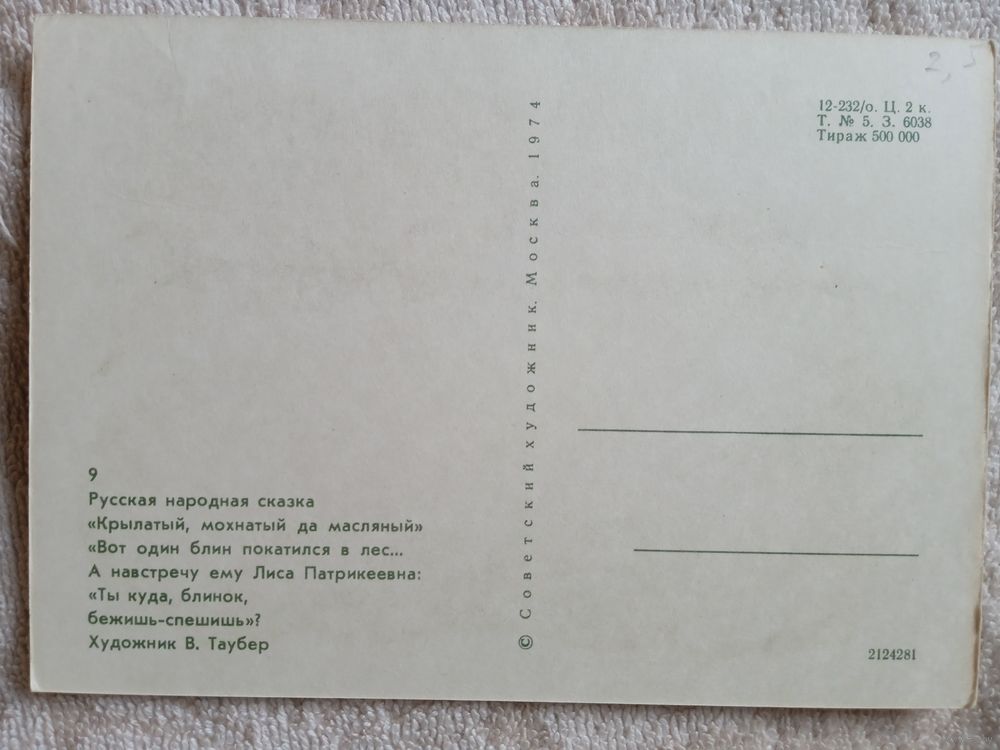 2,5
12-232/о. Ц. 2 к.
Т. № 5. З. 6038
Тираж 500 000
© Советский художник. Москва. 1974
9
Русская народная сказка
«Крылатый, мохнатый да масляный»
«Вот один блин покатился в лес...
А навстречу ему Лиса Патрикеевна:
«Ты куда, блинок,
бежишь-спешишь»?
Художник В. Таубер
2124281